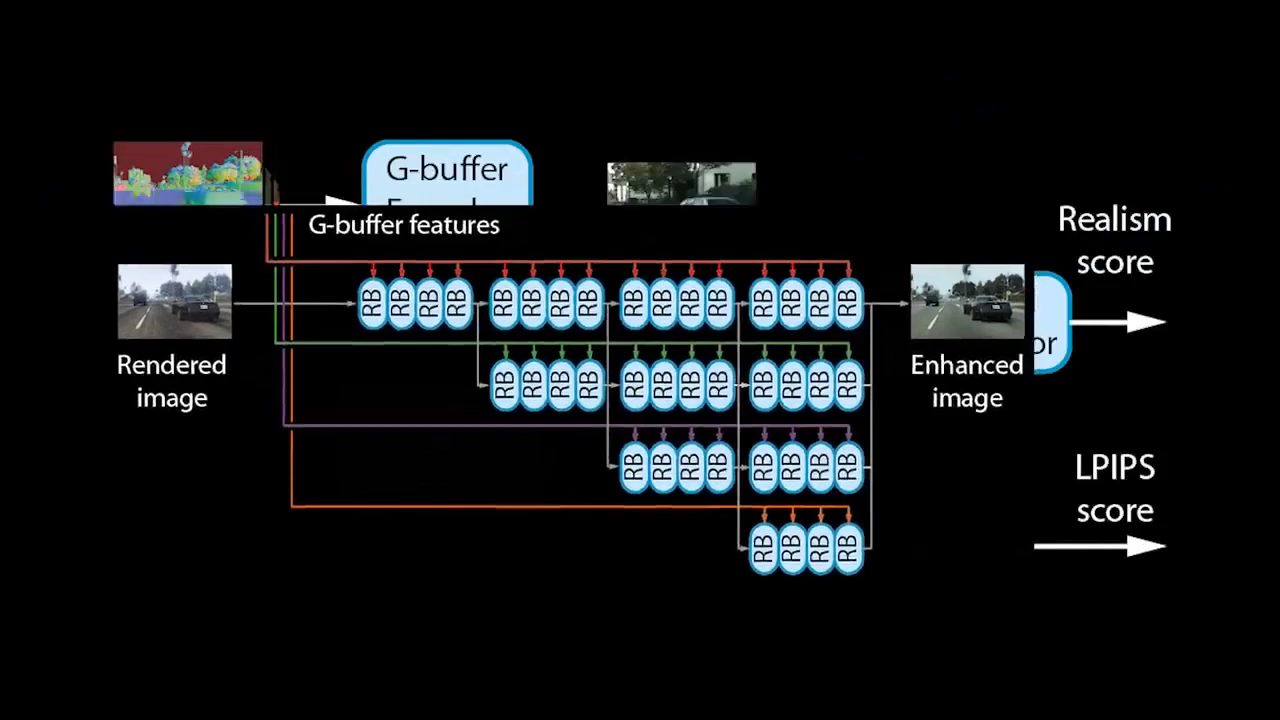 G-buffer
G-buffer features
Realism
score
RB RB RB RB RB RB RB RB RB RB RB RB RB RB RB RB
Rendered
image
Enhanced
image
or
RB RB RB RB RB RB RB RB RB RB RB RB
RB RB RB RB RB RB RB RB
LPIPS
score
RB RB RB RB